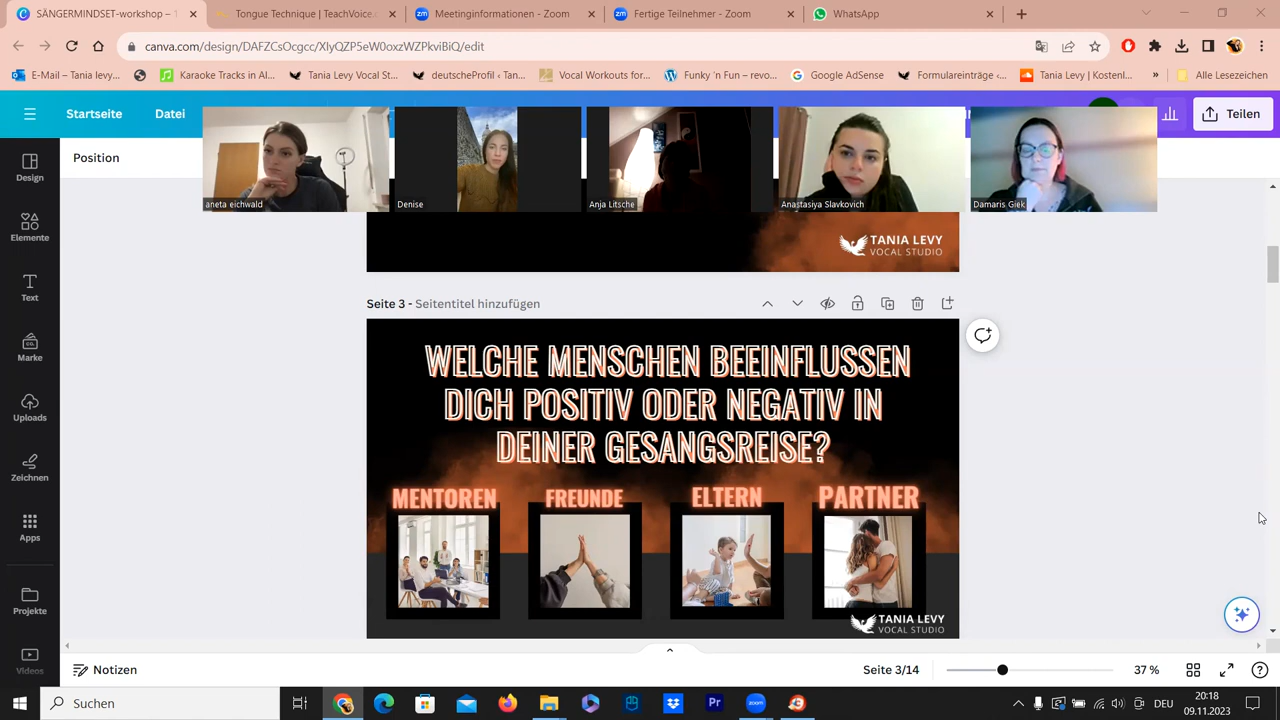 SÄNGERMINDSET-workshop –
Tongue Technique | TeachVoice.
Meetinginformationen - Zoom
Fertige Teilnehmer - Zoom
WhatsApp
canva.com/design/DAFZCsOcgcc/XIyQZP5eW0oxzWZPkviBiQ/edit
E-Mail – Tania levy...
Karaoke Tracks in Al...
Tania Levy Vocal St...
deutscheProfil ‹ Tan...
Vocal Workouts for...
Funky 'n Fun – revo...
Google AdSense
Formulareinträge ‹...
Tania Levy | Kostenl...
»
Alle Lesezeichen
Startseite
Datei
Teilen
aneta eichwald
Denise
Anja Litsche
Anastasiya Slavkovich
Damaris Giek
Position
Design
Elemente
Text
Marke
Uploads
Zeichnen
Apps
Projekte
Videos
TANIA LEVY
VOCAL STUDIO
Seite 3 - Seitentitel hinzufügen
WELCHE MENSCHEN BEEINFLUSSEN
DICH POSITIV ODER NEGATIV IN
DEINER GESANGSREISE?
MENTOREN
FREUNDE
ELTERN
PARTNER
TANIA LEVY
VOCAL STUDIO
Notizen
Seite 3/14
37 %
Suchen
DEU
20:18
09.11.2023